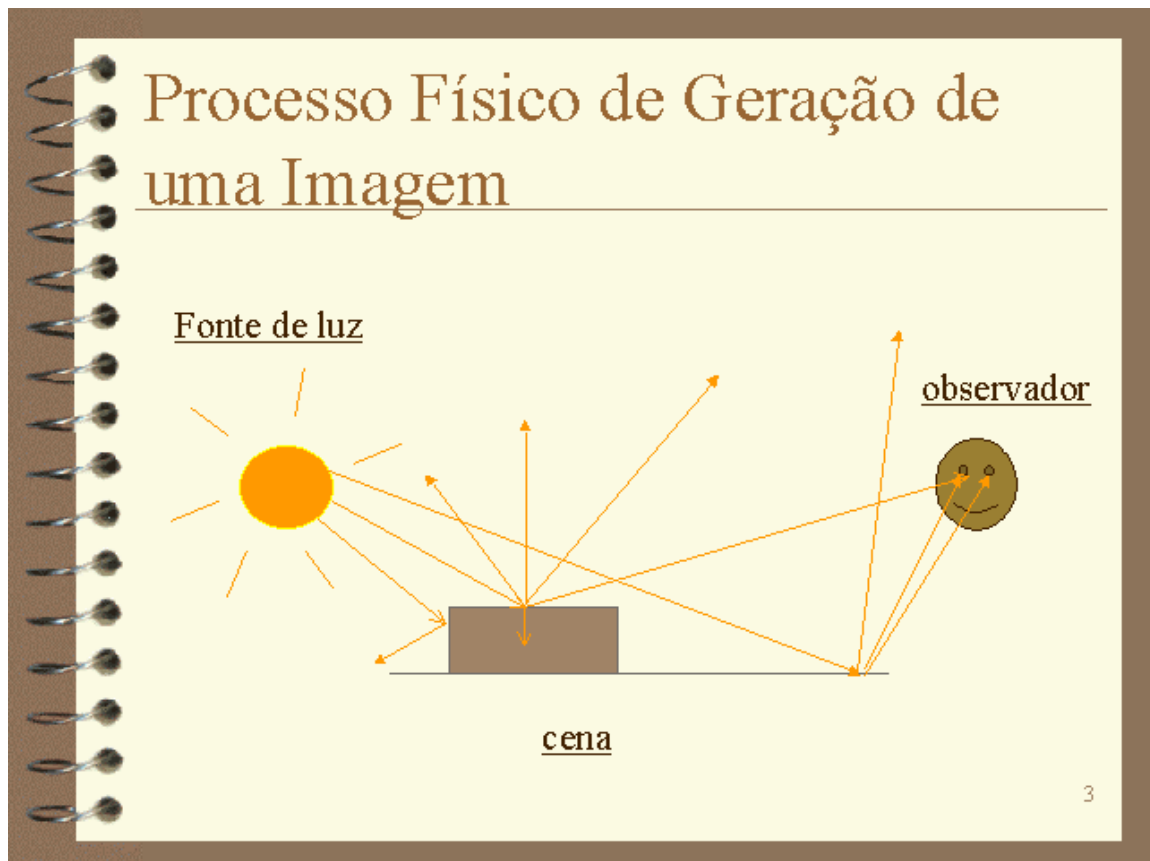 Processo Físico de Geração de
uma Imagem
Fonte de luz
observador
cena
3